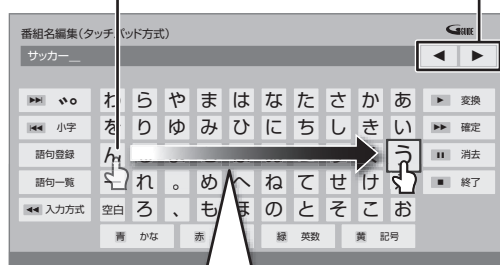 番組名編集(タッチパッド方式)
サッカー_
◀ ▶
▶▶| ゛゜ わ ら や ま は な た さ か あ ▶ 変換
|◀◀ 小字 を り ゆ み ひ に ち し き い ▶▶ 確定
語句登録 ん う ❚❚ 消去
語句一覧 れ 。 め へ ね て せ け ■ 終了
◀◀ 入力方式 空白 ろ 、 も ほ の と そ こ お
青 かな 赤 緑 英数 黄 記号